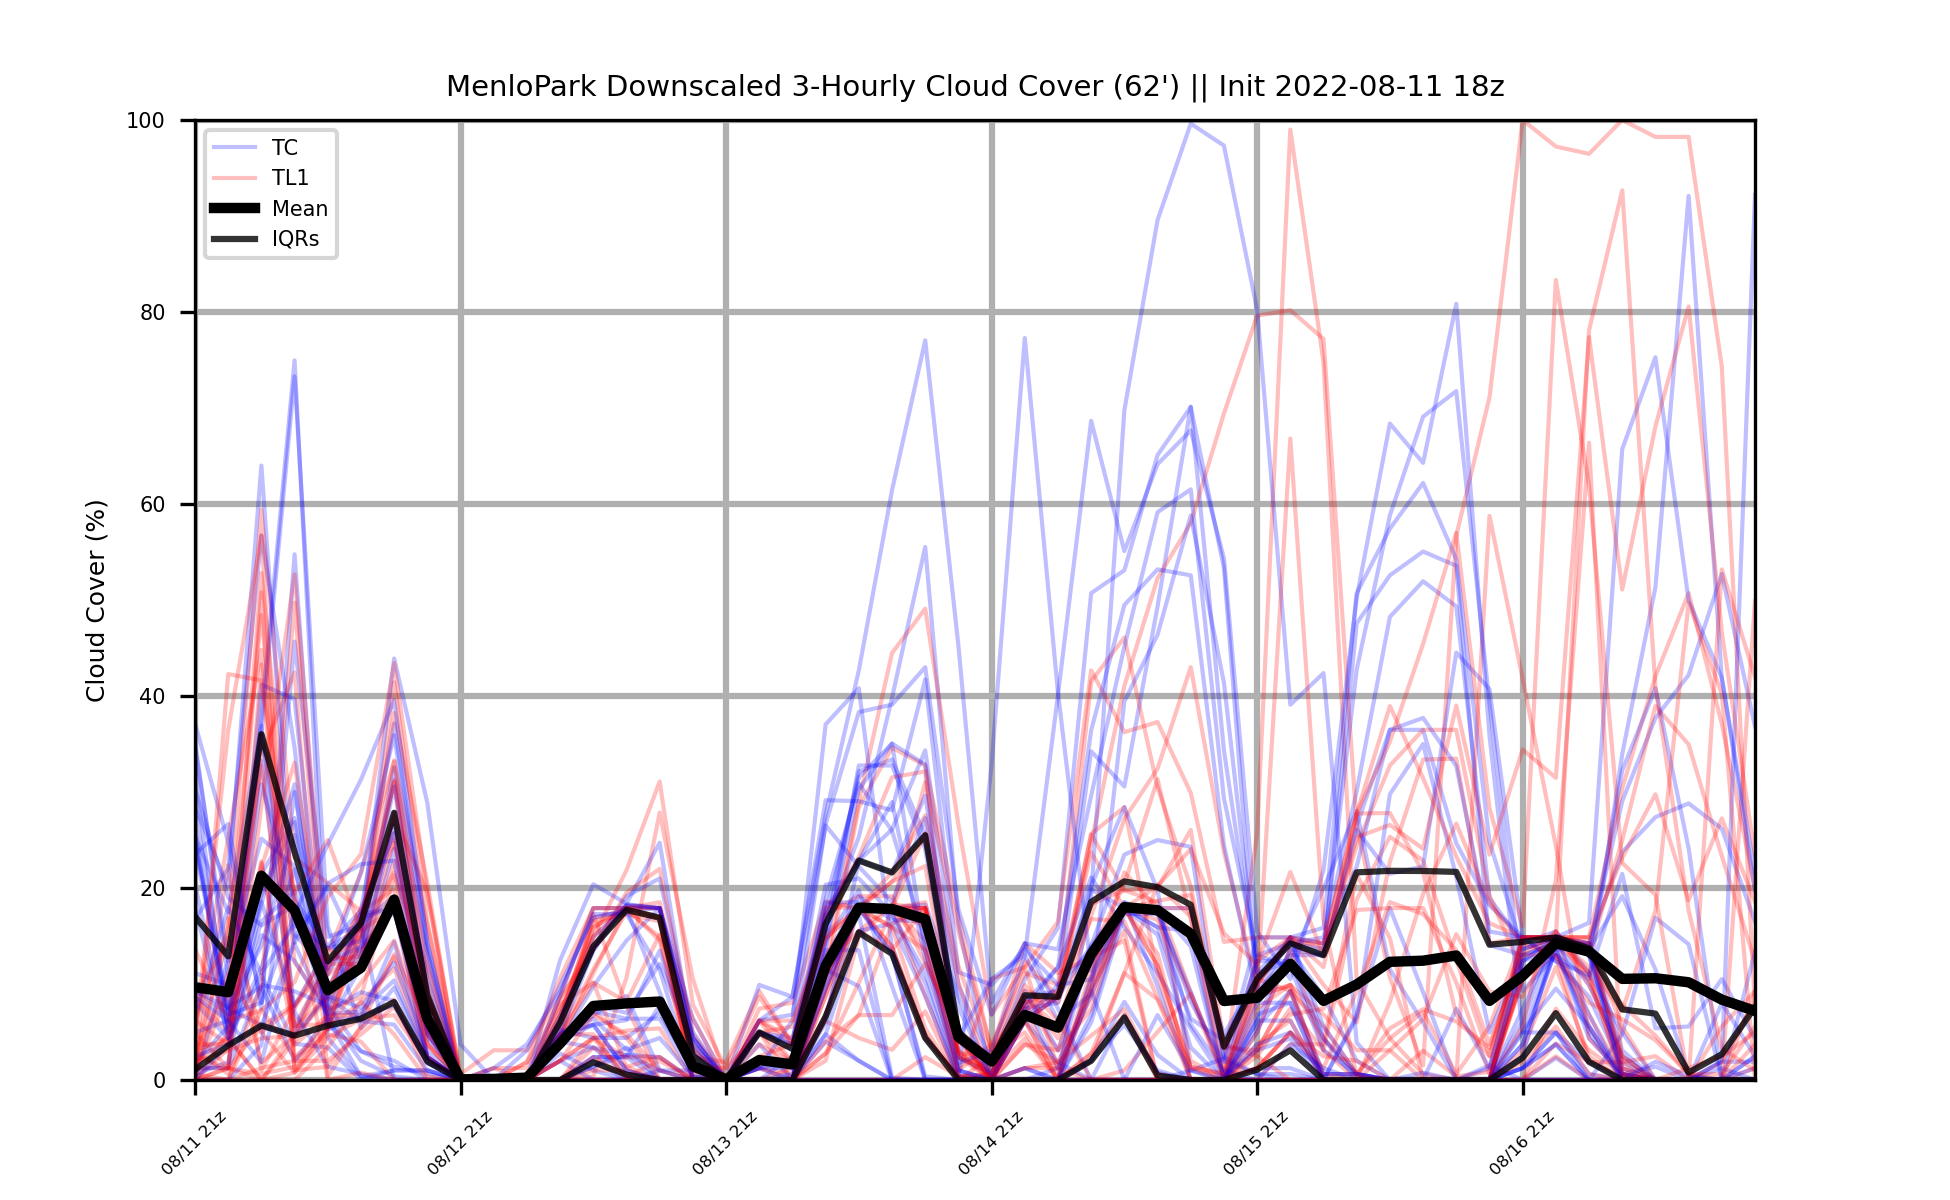 MenloPark Downscaled 3-Hourly Cloud Cover (62') || Init 2022-08-11 18z
100
80
60
40
20
0
Cloud Cover (%)
TC
TL1
Mean
IQRs
08/11 21z
08/12 21z
08/13 21z
08/14 21z
08/15 21z
08/16 21z